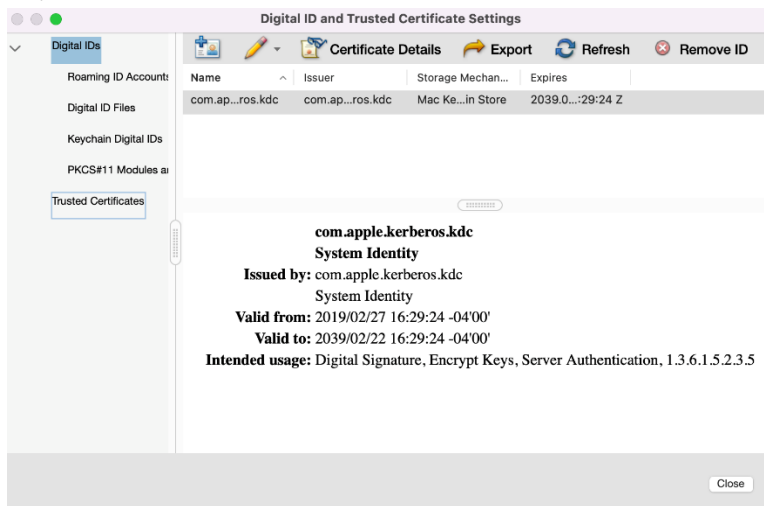 Digital ID and Trusted Certificate Settings
Digital IDs
Roaming ID Accounts
Digital ID Files
Keychain Digital IDs
PKCS#11 Modules a
Trusted Certificates
Certificate Details Export Refresh Remove ID
Name Issuer Storage Mechan... Expires
com.ap...ros.kdc com.ap...ros.kdc Mac Ke...in Store 2039.0...:29:24 Z
com.apple.kerberos.kdc
System Identity
Issued by: com.apple.kerberos.kdc
System Identity
Valid from: 2019/02/27 16:29:24 -04'00'
Valid to: 2039/02/22 16:29:24 -04'00'
Intended usage: Digital Signature, Encrypt Keys, Server Authentication, 1.3.6.1.5.2.3.5
Close